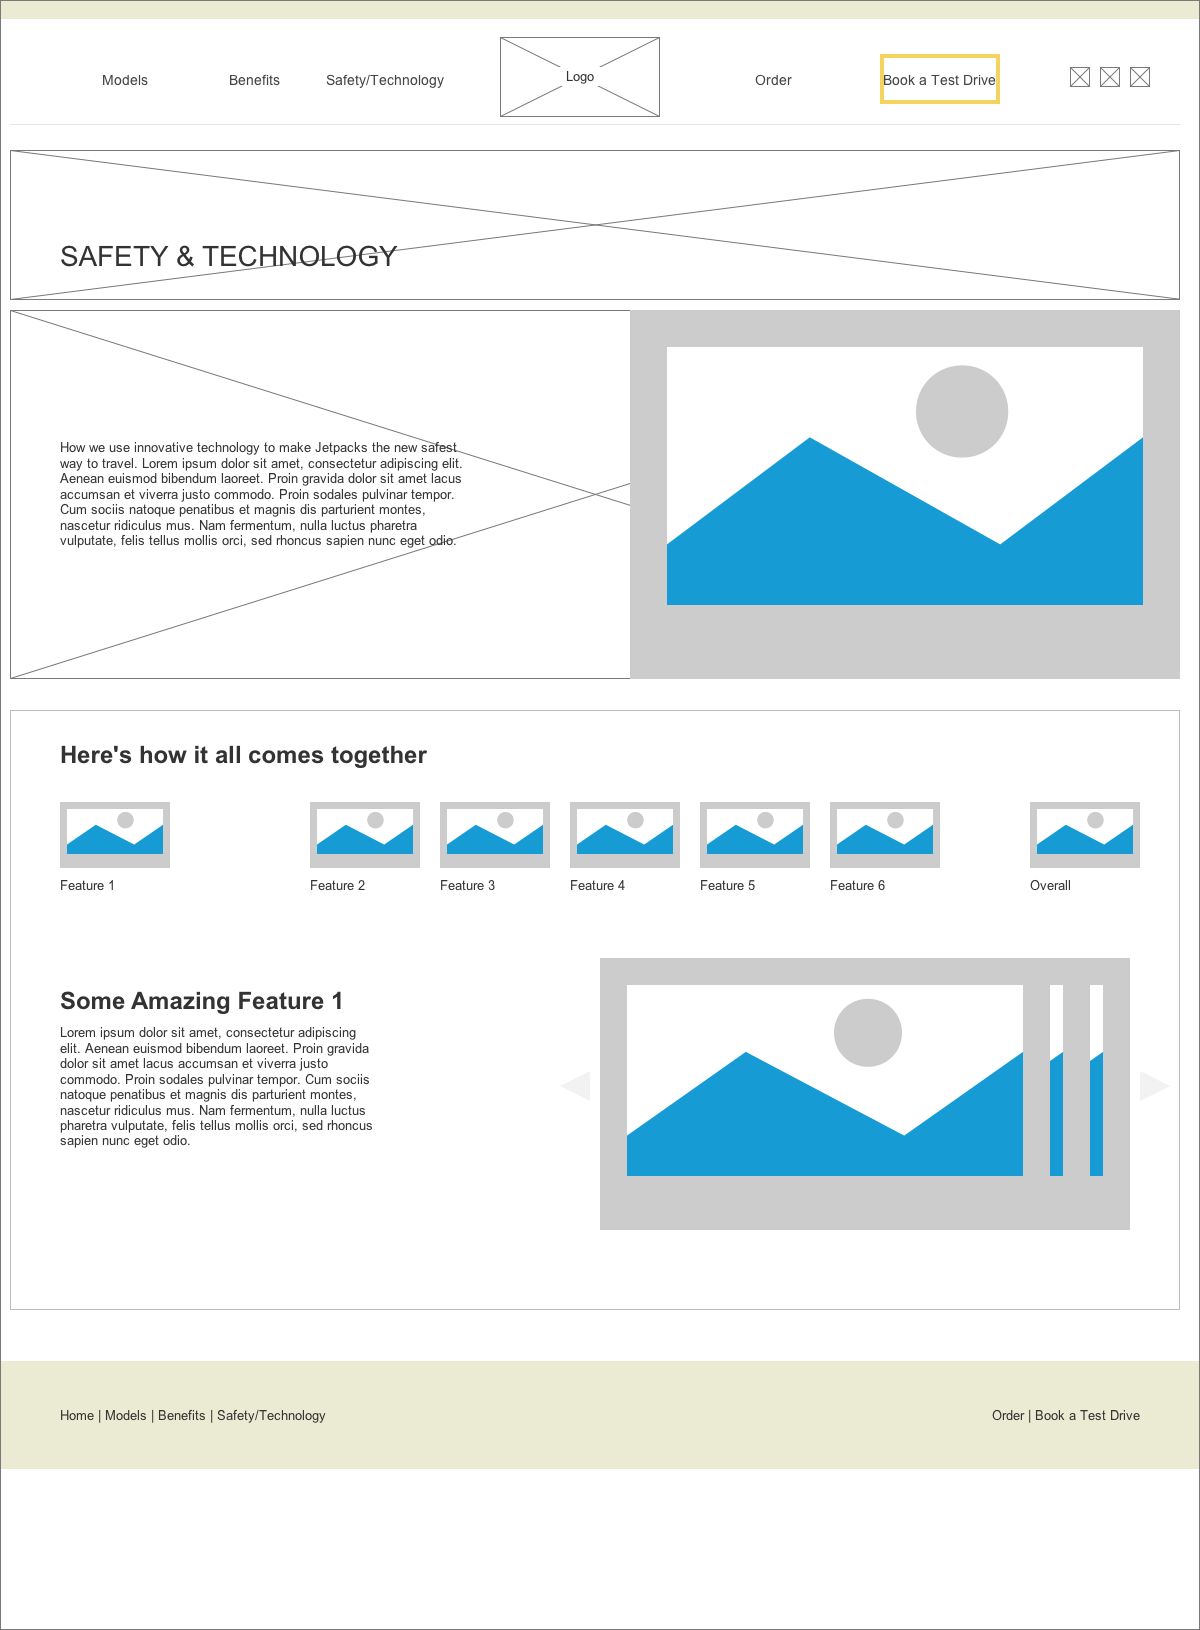 Models
Benefits
Safety/Technology
Logo
Order
Book a Test Drive
SAFETY & TECHNOLOGY
How we use innovative technology to make Jetpacks the new safest
way to travel. Lorem ipsum dolor sit amet, consectetur adipiscing elit.
Aenean euismod bibendum laoreet. Proin gravida dolor sit amet lacus
accumsan et viverra justo commodo. Proin sodales pulvinar tempor.
Cum sociis natoque penatibus et magnis dis parturient montes,
nascetur ridiculus mus. Nam fermentum, nulla luctus pharetra
vulputate, felis tellus mollis orci, sed rhoncus sapien nunc eget odio.
Here's how it all comes together
Feature 1
Feature 2
Feature 3
Feature 4
Feature 5
Feature 6
Overall
Some Amazing Feature 1
Lorem ipsum dolor sit amet, consectetur adipiscing
elit. Aenean euismod bibendum laoreet. Proin gravida
dolor sit amet lacus accumsan et viverra justo
commodo. Proin sodales pulvinar tempor. Cum sociis
natoque penatibus et magnis dis parturient montes,
nascetur ridiculus mus. Nam fermentum, nulla luctus
pharetra vulputate, felis tellus mollis orci, sed rhoncus
sapien nunc eget odio.
Home | Models | Benefits | Safety/Technology
Order | Book a Test Drive